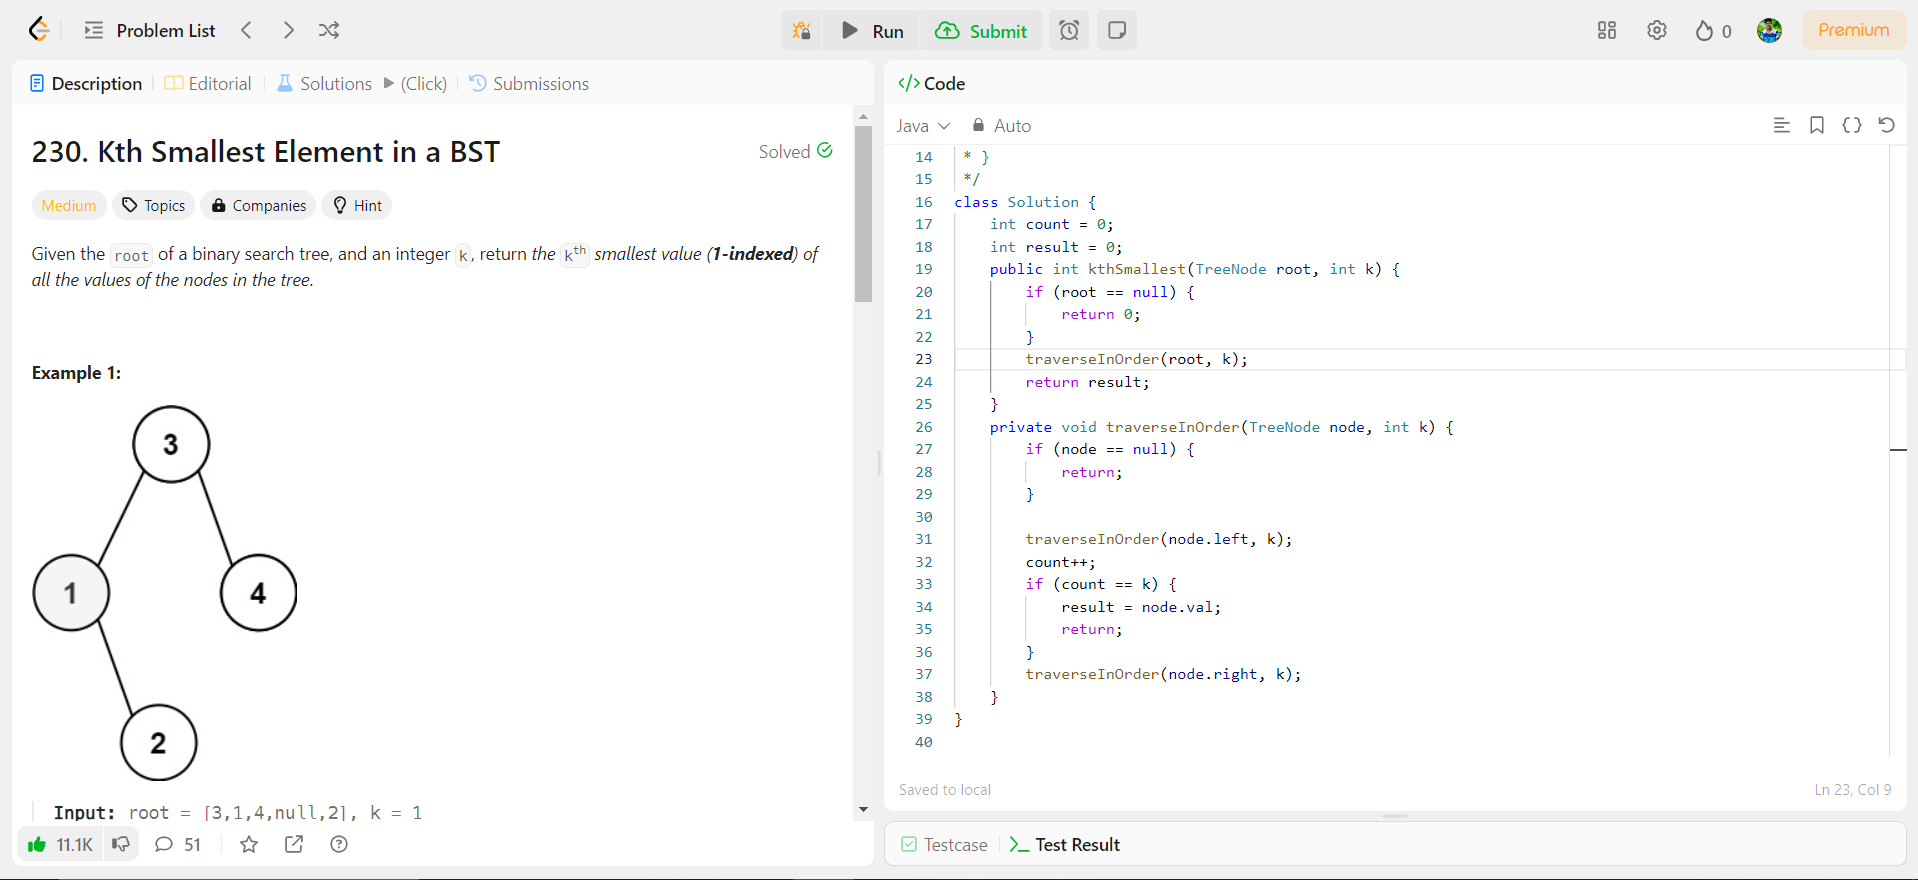 Problem List
Run
Submit
0
Premium
Description
Editorial
Solutions
(Click)
Submissions
230. Kth Smallest Element in a BST
Solved
Medium
Topics
Companies
Hint
Given the root of a binary search tree, and an integer k, return the kth smallest value (1-indexed) of
all the values of the nodes in the tree.
Example 1:
3
1
4
2
Input: root = [3,1,4,null,2], k = 1
11.1K
51
</> Code
Java
Auto
14 * }
15 */
16 class Solution {
17 int count = 0;
18 int result = 0;
19 public int kthSmallest(TreeNode root, int k) {
20 if (root == null) {
21 return 0;
22 }
23 traverseInOrder(root, k);
24 return result;
25 }
26 private void traverseInOrder(TreeNode node, int k) {
27 if (node == null) {
28 return;
29 }
30
31 traverseInOrder(node.left, k);
32 count++;
33 if (count == k) {
34 result = node.val;
35 return;
36 }
37 traverseInOrder(node.right, k);
38 }
39 }
40
Saved to local
Ln 23, Col 9
Testcase
Test Result